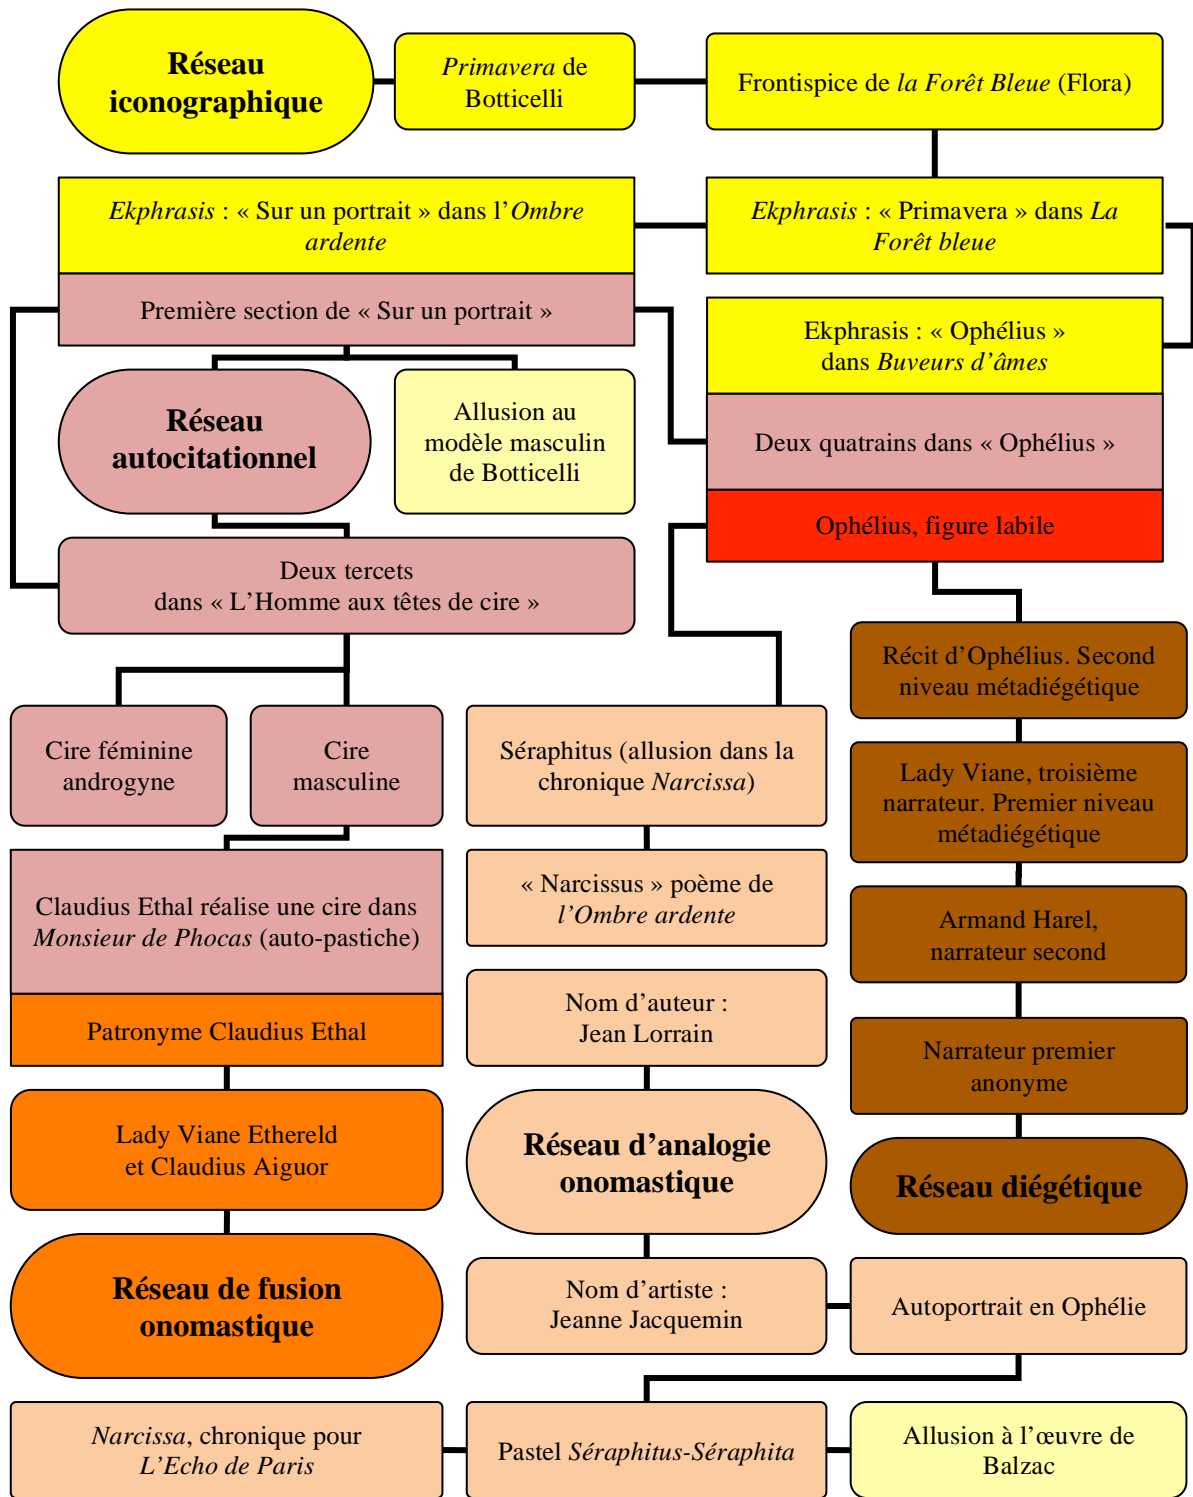 Réseau
iconographique
Primavera de
Botticelli
Frontispice de la Forêt Bleue (Flora)
Ekphrasis : « Sur un portrait » dans l’Ombre
ardente
Ekphrasis : « Primavera » dans La
Forêt bleue
Première section de « Sur un portrait »
Ekphrasis : « Ophélius »
dans Buveurs d’âmes
Réseau
autocitationnel
Allusion au
modèle masculin
de Botticelli
Deux quatrains dans « Ophélius »
Ophélius, figure labile
Deux tercets
dans « L’Homme aux têtes de cire »
Récit d’Ophélius. Second
niveau métadiégétique
Cire féminine
androgyne
Cire
masculine
Séraphitus (allusion dans la
chronique Narcissa)
Lady Viane, troisième
narrateur. Premier niveau
métadiégétique
Claudius Ethal réalise une cire dans
Monsieur de Phocas (auto-pastiche)
« Narcissus » poème de
l’Ombre ardente
Armand Harel,
narrateur second
Patronyme Claudius Ethal
Nom d’auteur :
Jean Lorrain
Narrateur premier
anonyme
Lady Viane Ethereld
et Claudius Aiguor
Réseau d’analogie
onomastique
Réseau diégétique
Réseau de fusion
onomastique
Nom d’artiste :
Jeanne Jacquemin
Autoportrait en Ophélie
Narcissa, chronique pour
L’Echo de Paris
Pastel Séraphitus-Séraphita
Allusion à l’œuvre de
Balzac